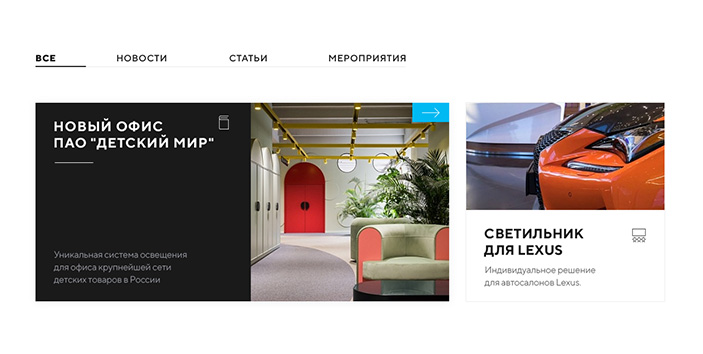 ВСЕ
НОВОСТИ
СТАТЬИ
МЕРОПРИЯТИЯ
НОВЫЙ ОФИС
ПАО "ДЕТСКИЙ МИР"
Уникальная система освещения
для офиса крупнейшей сети
детских товаров в России
СВЕТИЛЬНИК
ДЛЯ LEXUS
Индивидуальное решение
для автосалонов Lexus.